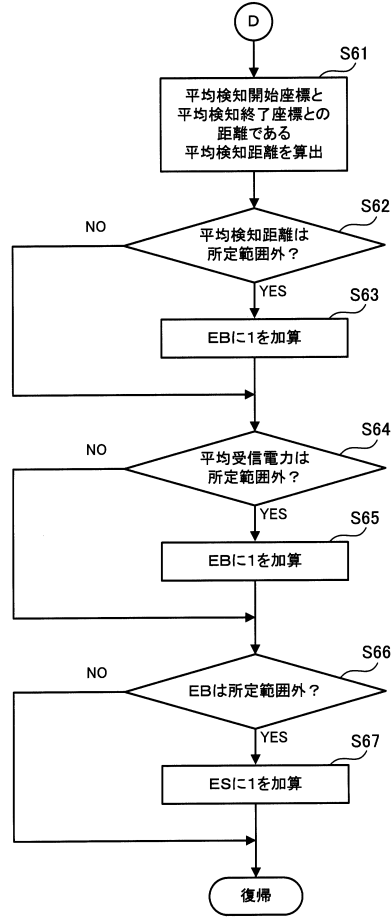 D
S61
平均検知開始座標と
平均検知終了座標との
距離である
平均検知距離を算出
S62
平均検知距離は
所定範囲外？
NO
YES
S63
EBに1を加算
S64
平均受信電力は
所定範囲外？
NO
YES
S65
EBに1を加算
S66
EBは所定範囲外？
NO
YES
S67
ESに1を加算
復帰